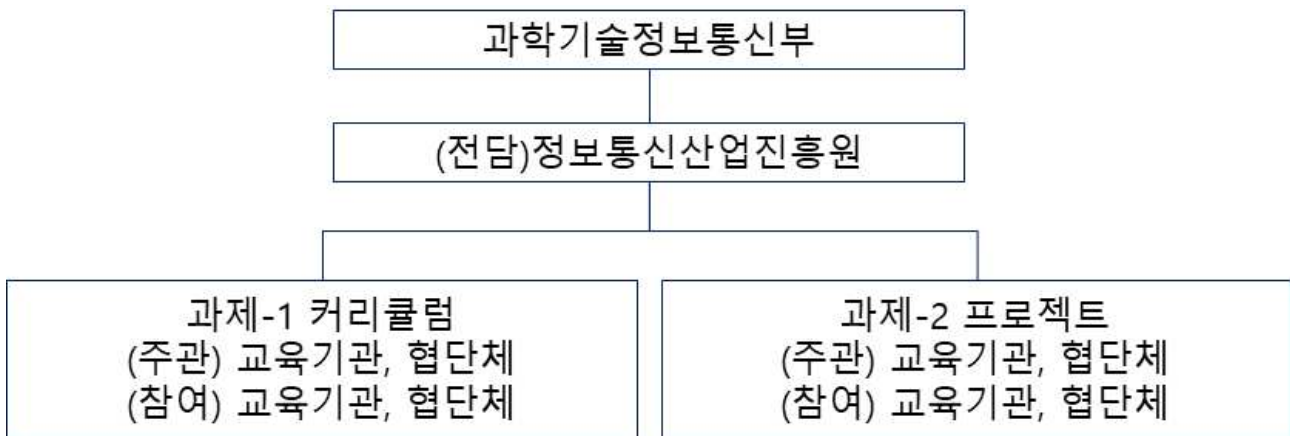 과학기술정보통신부
(전담)정보통신산업진흥원
과제-1 커리큘럼
(주관) 교육기관, 협단체
(참여) 교육기관, 협단체
과제-2 프로젝트
(주관) 교육기관, 협단체
(참여) 교육기관, 협단체